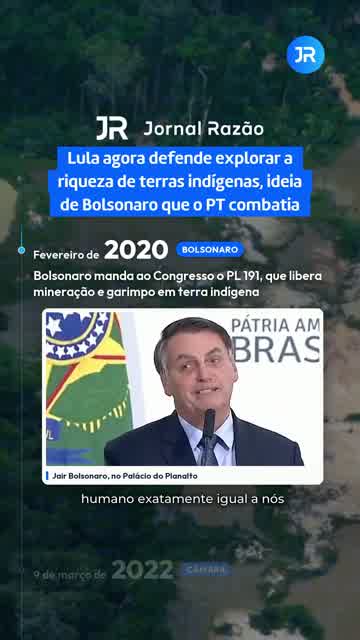 JR
JR Jornal Razão
Lula agora defende explorar a
riqueza de terras indígenas, ideia
de Bolsonaro que o PT combatia
Fevereiro de 2020 BOLSONARO
Bolsonaro manda ao Congresso o PL 191, que libera
mineração e garimpo em terra indígena
PÁTRIA AM
BRAS
Jair Bolsonaro, no Palácio do Planalto
humano exatamente igual a nós
9 de março de 2022 CÂMARA